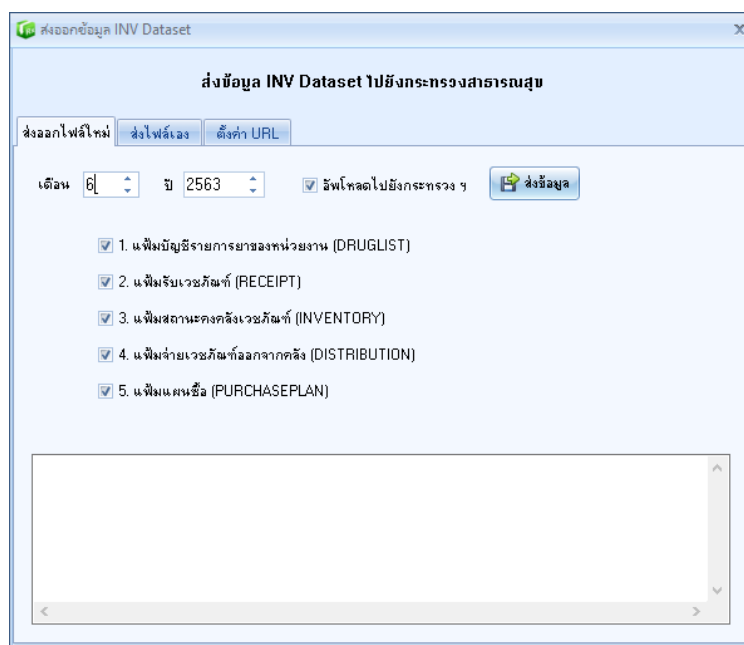 ส่งออกข้อมูล INV Dataset
ส่งข้อมูล INV Dataset ไปยังกระทรวงสาธารณสุข
ส่งออกไฟล์ใหม่ ส่งไฟล์เอง ตั้งค่า URL
เดือน 6 ปี 2563 อัพโหลดไปยังกระทรวง ฯ ส่งข้อมูล
1. แฟ้มบัญชีรายการยาของหน่วยงาน (DRUGLIST)
2. แฟ้มรับเวชภัณฑ์ (RECEIPT)
3. แฟ้มสถานะคงคลังเวชภัณฑ์ (INVENTORY)
4. แฟ้มจ่ายเวชภัณฑ์ออกจากคลัง (DISTRIBUTION)
5. แฟ้มแผนซื้อ (PURCHASEPLAN)